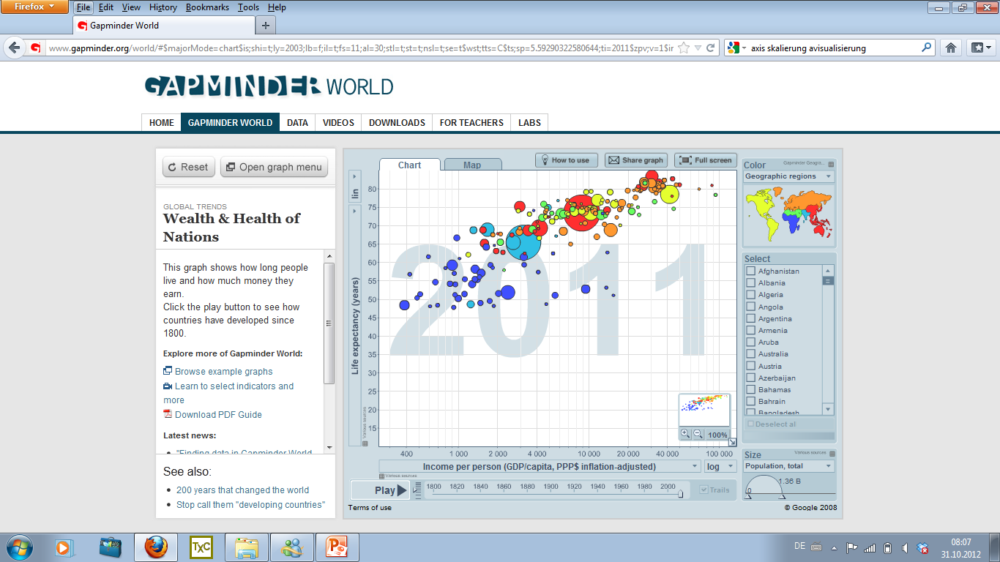 Firefox
File Edit View History Bookmarks Tools Help
Gapminder World
www.gapminder.org/world/#$majorMode=chart$is;shi=t;ly=2003;lb=f;il=t;fs=11;al=30;stl=t;st=t;nsl=t;se=t$wst;tts=C$ts;sp=5.59290322580644;ti=2011$zpv;v=1$ir
axis skalierung avisualisierung
GAPMINDER WORLD
HOME GAPMINDER WORLD DATA VIDEOS DOWNLOADS FOR TEACHERS LABS
Reset Open graph menu
GLOBAL TRENDS
Wealth & Health of
Nations
This graph shows how long people
live and how much money they
earn.
Click the play button to see how
countries have developed since
1800.
Explore more of Gapminder World:
Browse example graphs
Learn to select indicators and
more
Download PDF Guide
Latest news:
"Finding data in Gapminder World
See also:
200 years that changed the world
Stop call them "developing countries"
Chart Map How to use Share graph Full screen
lin
Life expectancy (years)
Various sources
80
75
70
65
60
55
50
45
40
35
30
25
20
15
2011
100%
400 1 000 2 000 4 000 10 000 20 000 40 000 100 000
Income per person (GDP/capita, PPP$ inflation-adjusted) log
Various sources
Play 1800 1820 1840 1860 1880 1900 1920 1940 1960 1980 2000 Trails
Terms of use
Color Gapminder Geogra...
Geographic regions
Select
Afghanistan
Albania
Algeria
Angola
Argentina
Armenia
Aruba
Australia
Austria
Azerbaijan
Bahamas
Bahrain
Bangladesh
Deselect al
Size Various sources
Population, total
1.36 B
0
© Google 2008
TxC
DE
08:07
31.10.2012